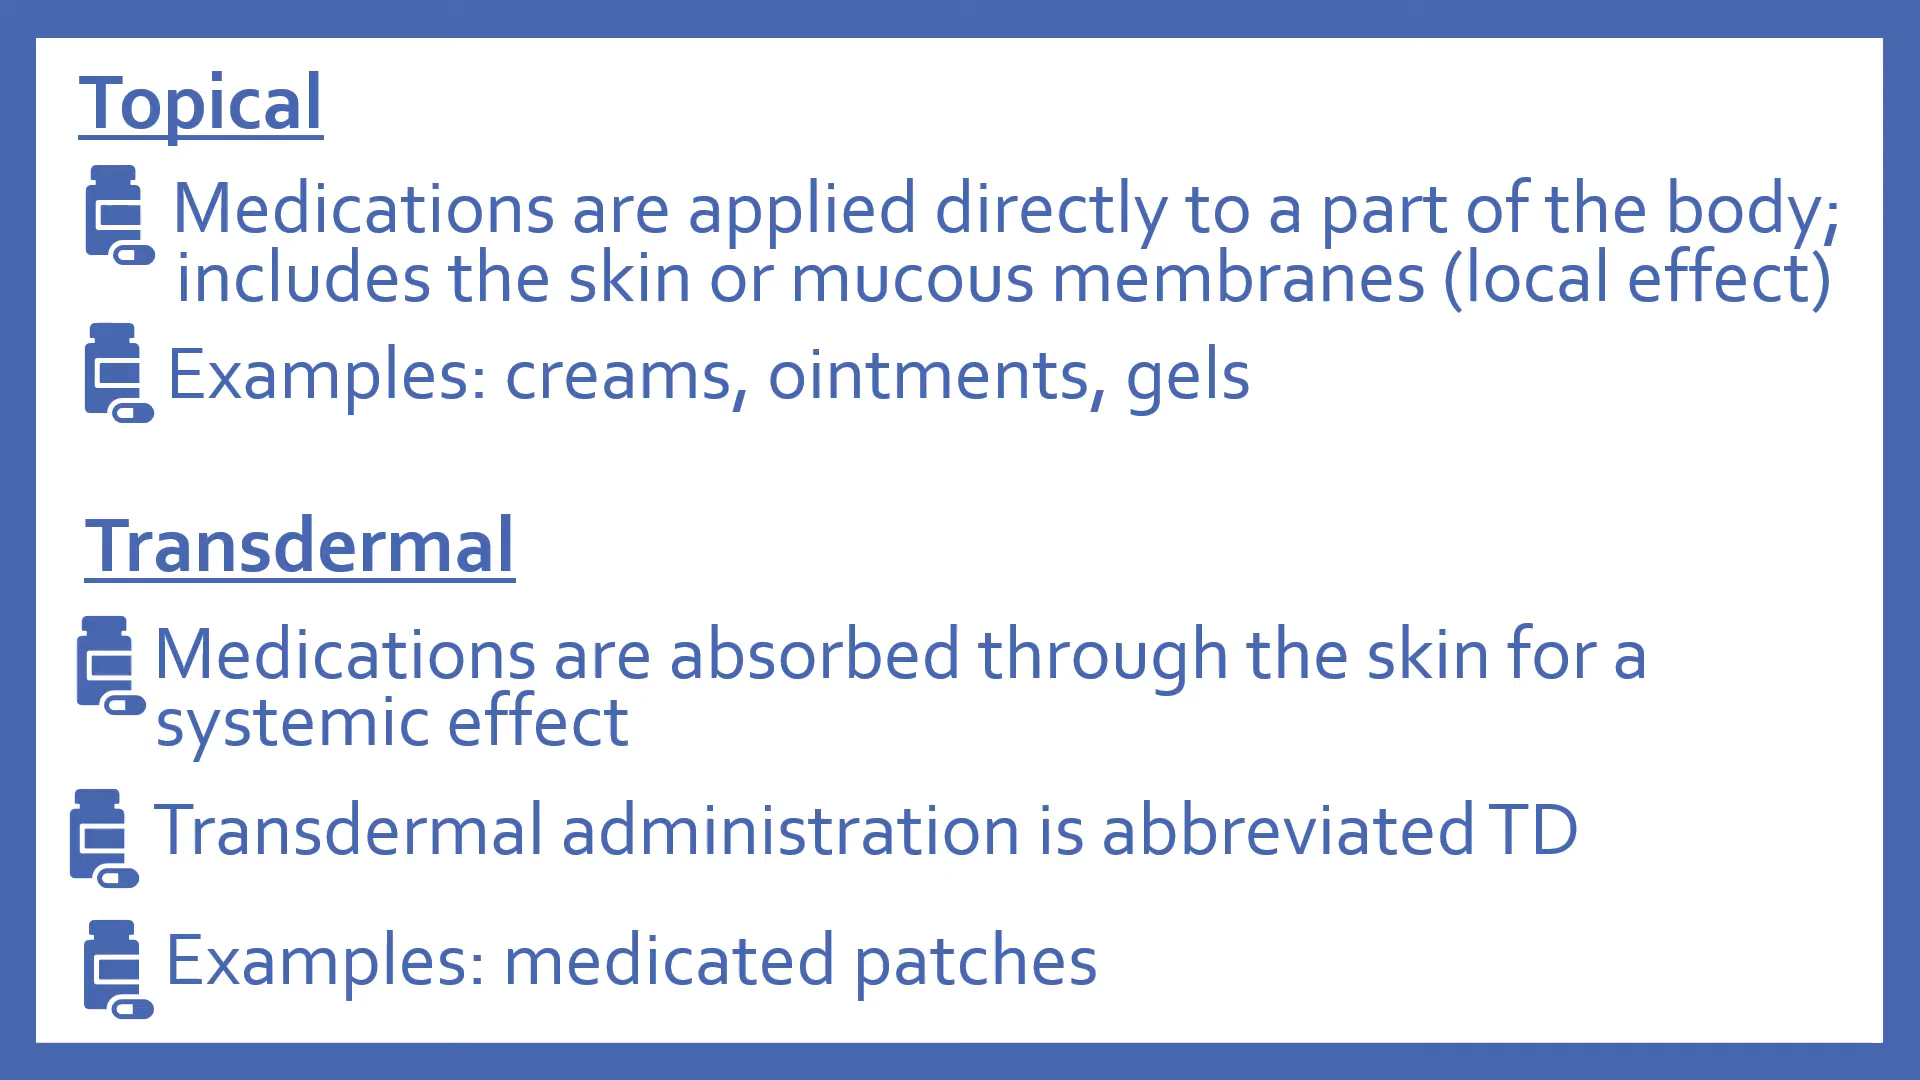 Topical
Medications are applied directly to a part of the body;
includes the skin or mucous membranes (local effect)
Examples: creams, ointments, gels
Transdermal
Medications are absorbed through the skin for a
systemic effect
Transdermal administration is abbreviated TD
Examples: medicated patches